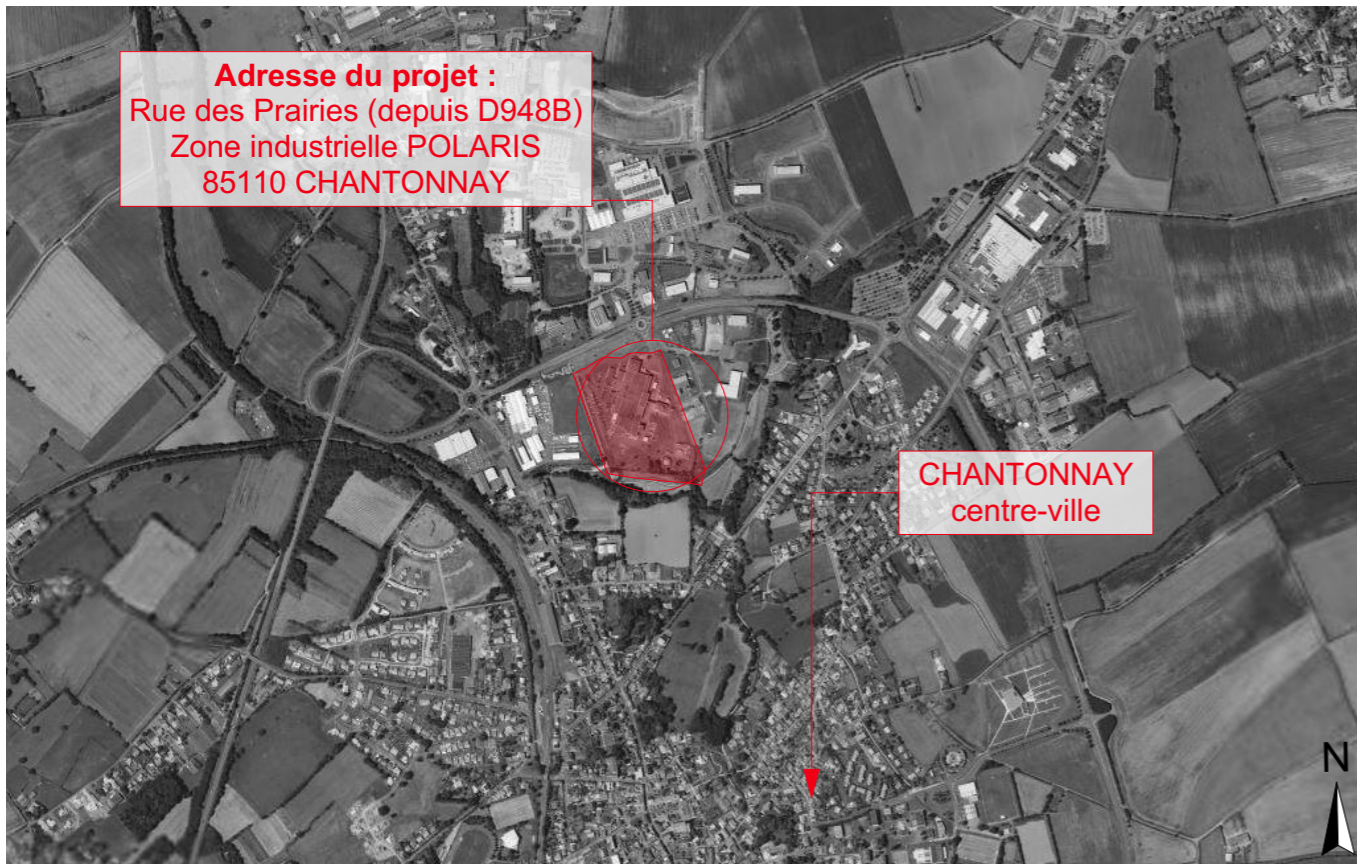 Adresse du projet :
Rue des Prairies (depuis D948B)
Zone industrielle POLARIS
85110 CHANTONNAY
CHANTONNAY
centre-ville
N